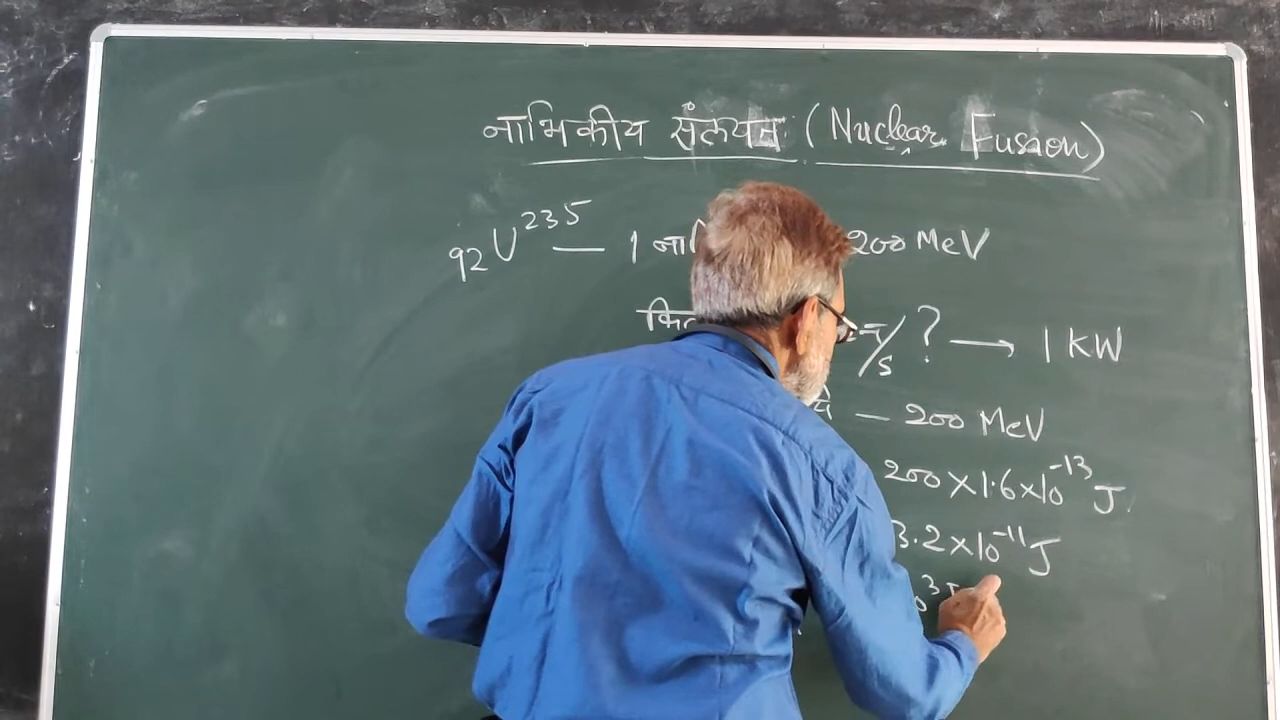 नाभिकीय संलयन (Nuclear Fusion)
₉₂U²³⁵ — 1 200 MeV
/s ? → 1 KW
— 200 MeV
200×1.6×10⁻¹³ J
3.2×10⁻¹¹ J